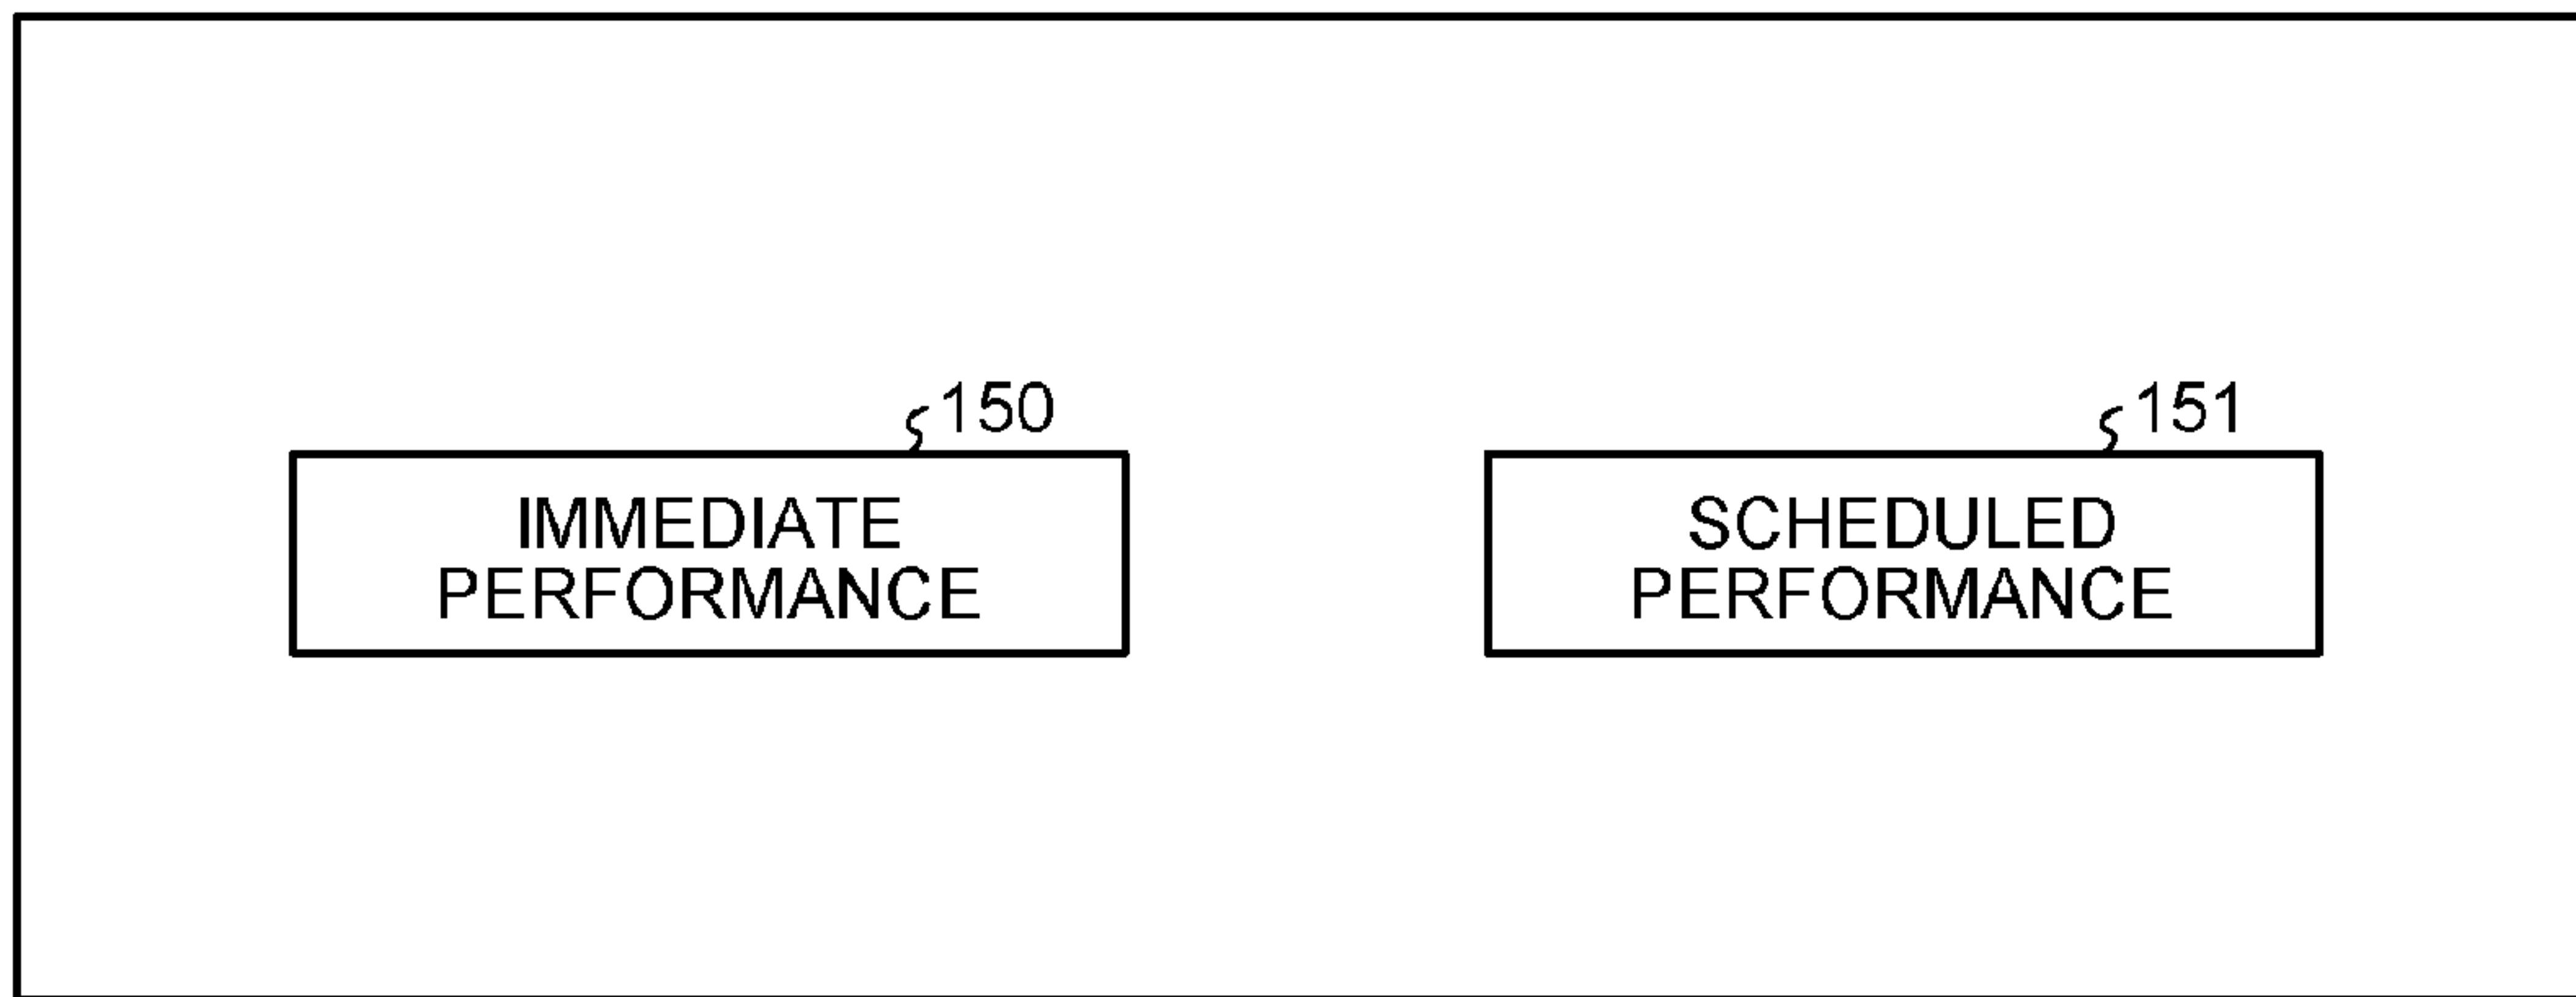 150
IMMEDIATE
PERFORMANCE
151
SCHEDULED
PERFORMANCE